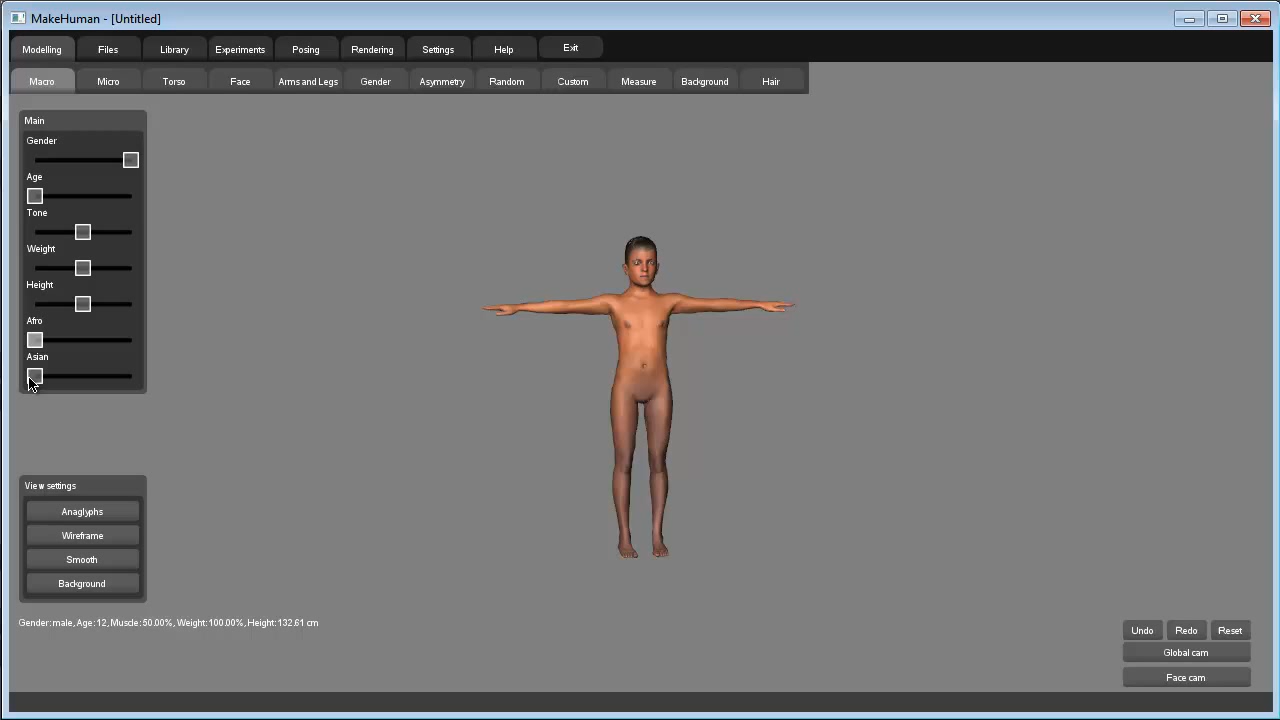 MakeHuman - [Untitled]
Modelling Files Library Experiments Posing Rendering Settings Help Exit
Macro Micro Torso Face Arms and Legs Gender Asymmetry Random Custom Measure Background Hair
Main
Gender
Age
Tone
Weight
Height
Afro
Asian
View settings
Anaglyphs
Wireframe
Smooth
Background
Gender: male, Age: 12, Muscle: 50.00%, Weight: 100.00%, Height: 132.61 cm
Undo Redo Reset
Global cam
Face cam